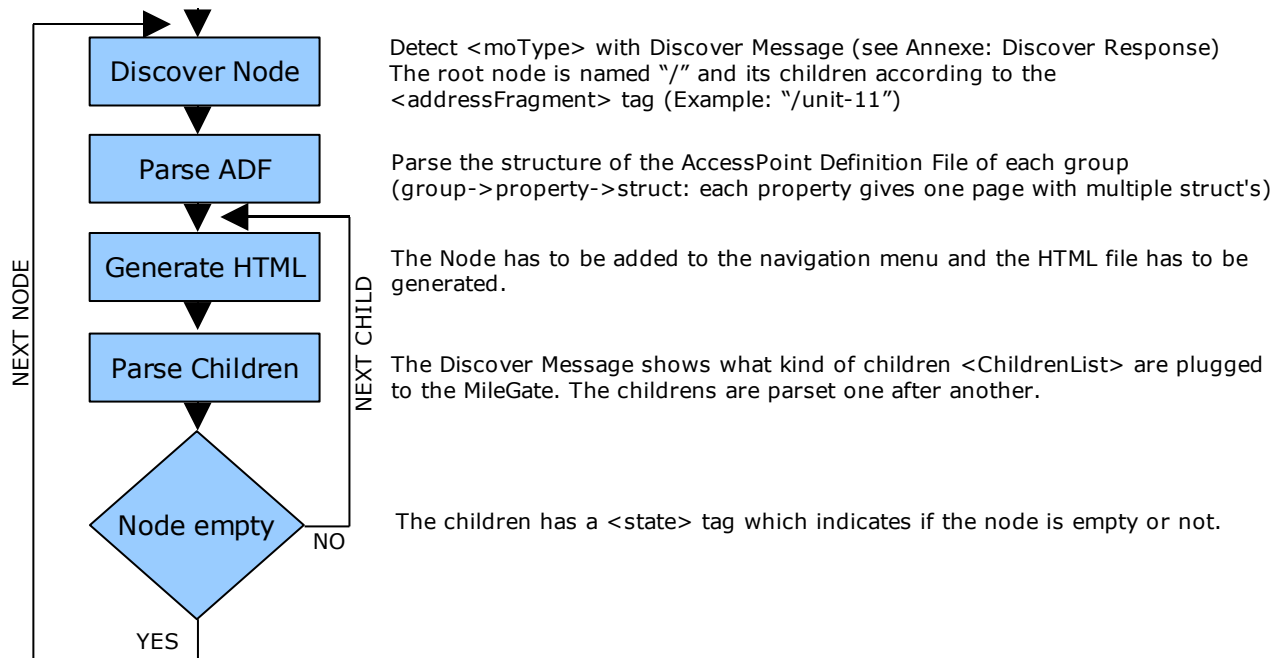 Discover Node
Detect <moType> with Discover Message (see Annexe: Discover Response)
The root node is named “/” and its children according to the
<addressFragment> tag (Example: “/unit-11”)
Parse ADF
Parse the structure of the AccessPoint Definition File of each group
(group->property->struct: each property gives one page with multiple struct's)
Generate HTML
The Node has to be added to the navigation menu and the HTML file has to be
generated.
NEXT NODE
NEXT CHILD
Parse Children
The Discover Message shows what kind of children <ChildrenList> are plugged
to the MileGate. The childrens are parset one after another.
Node empty
The children has a <state> tag which indicates if the node is empty or not.
NO
YES